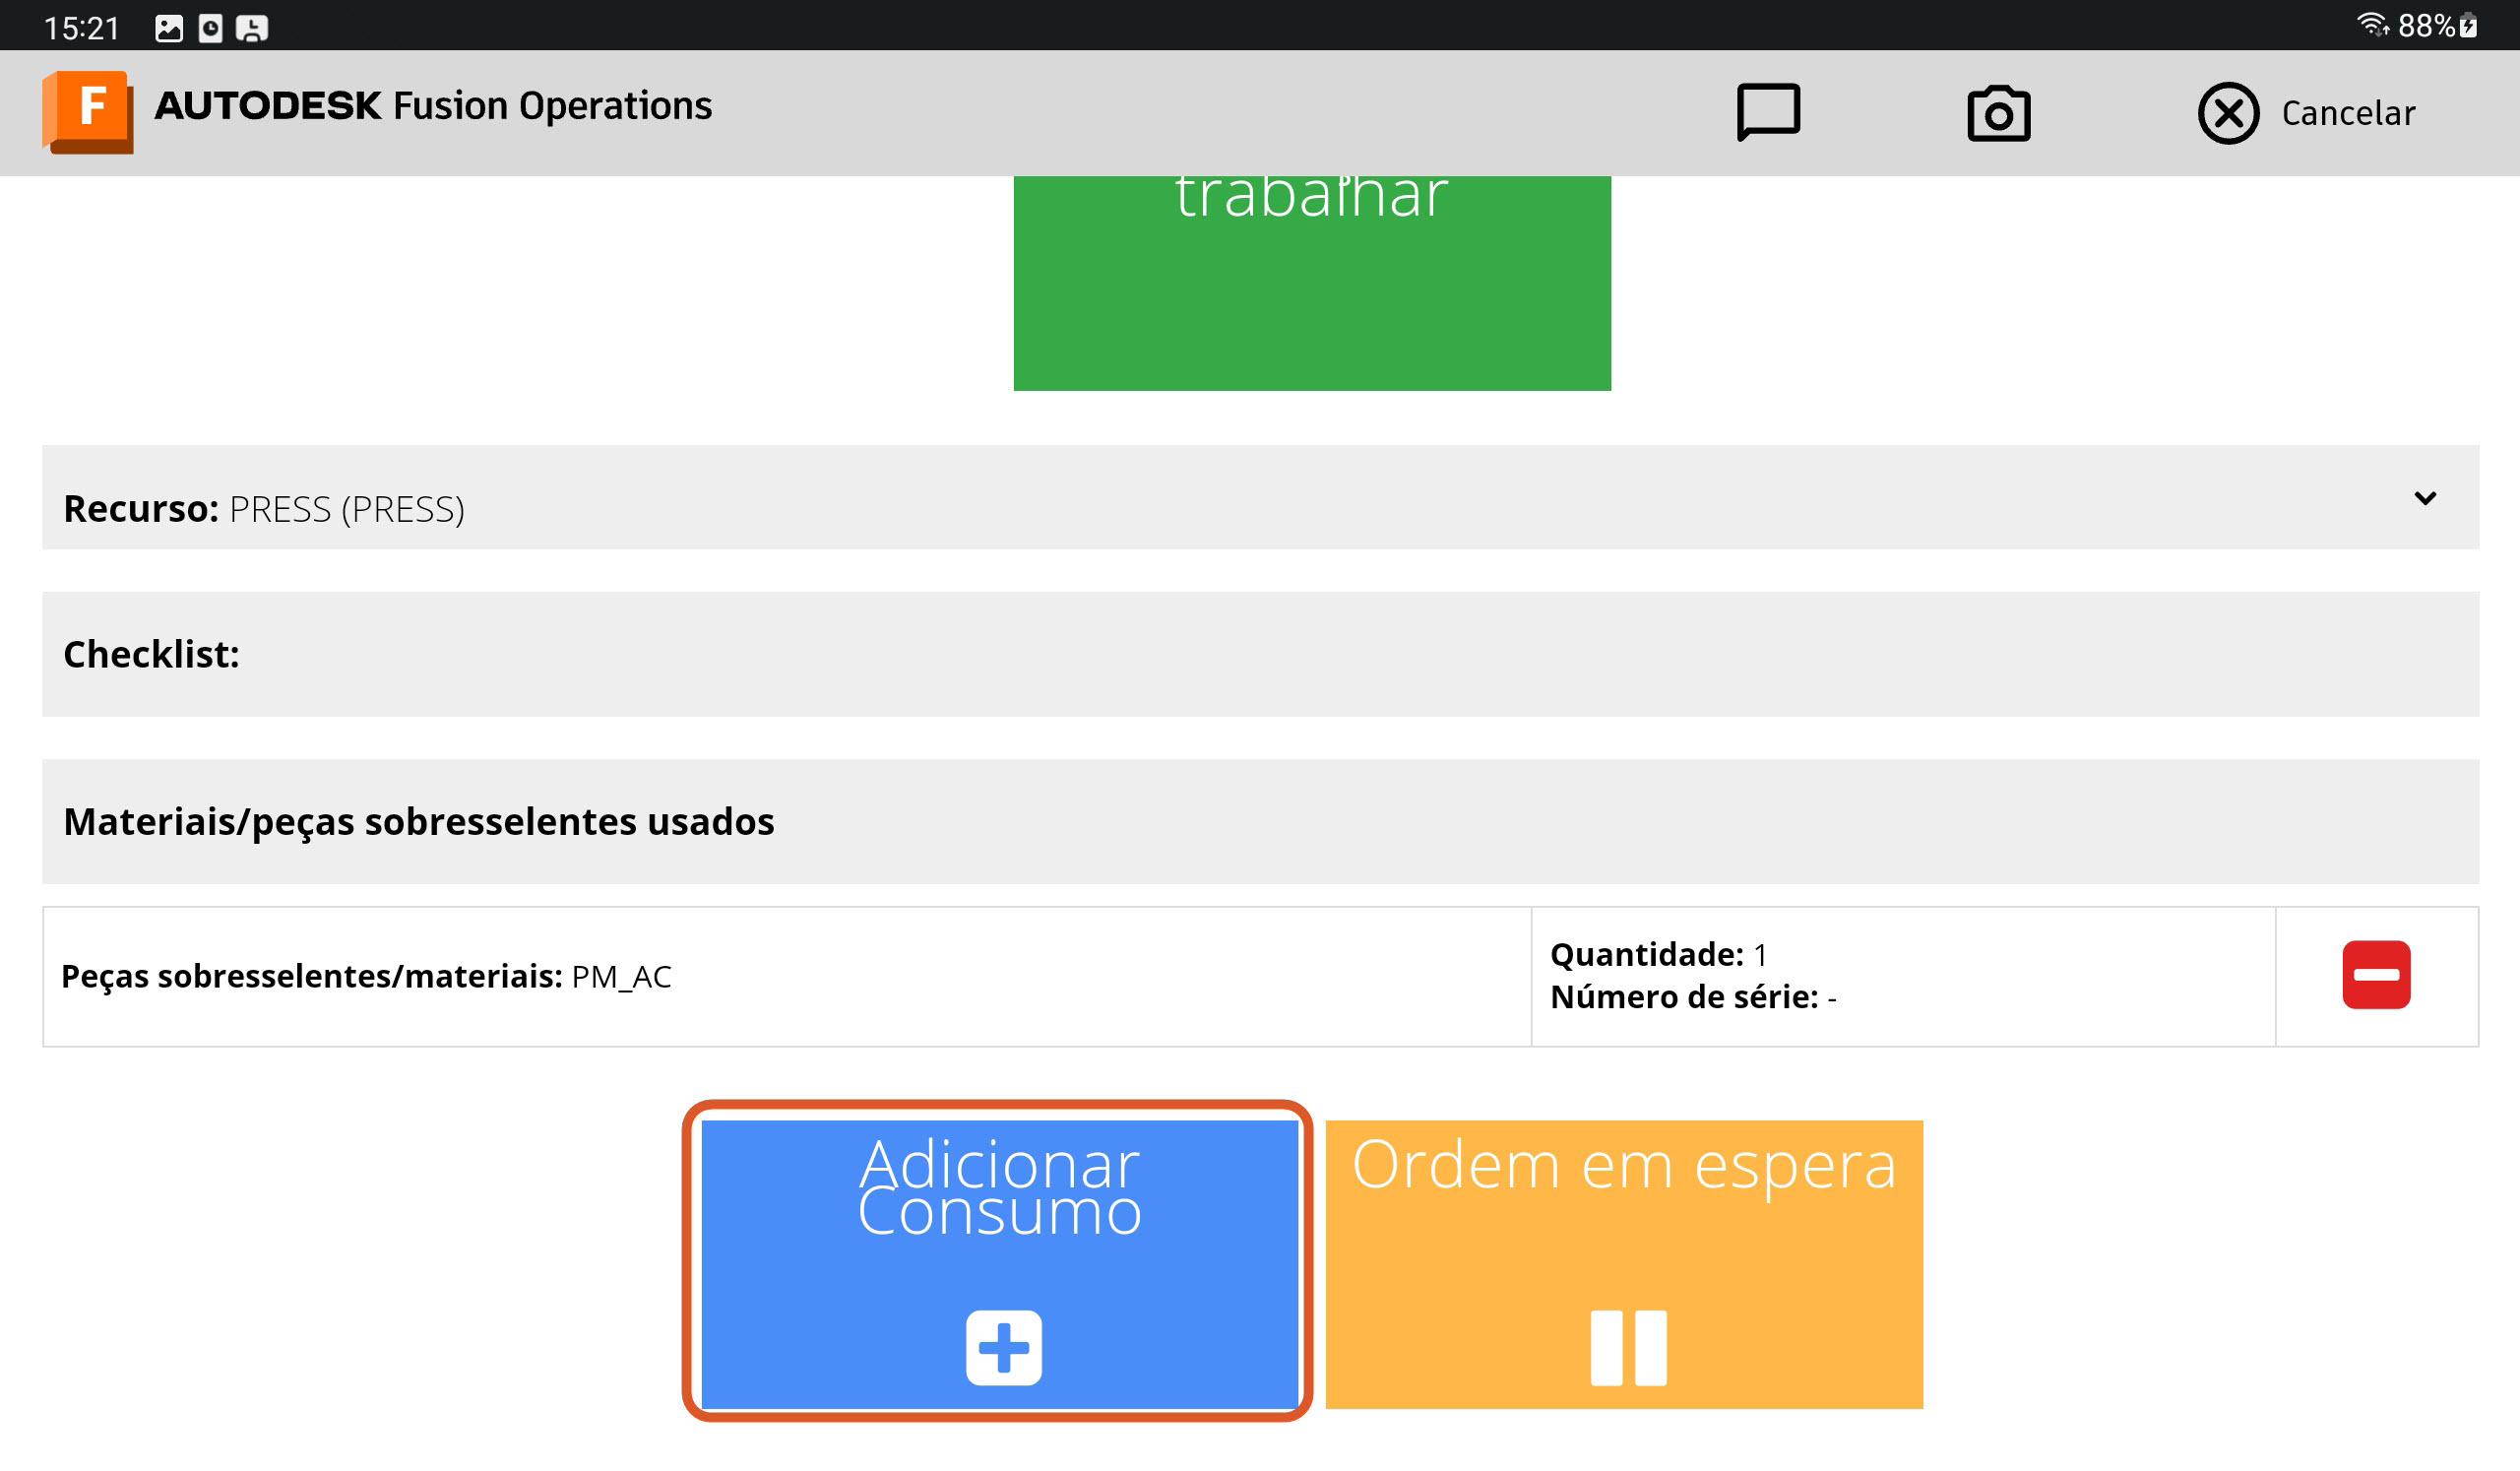 15:21
88%
F
AUTODESK Fusion Operations
Cancelar
trabalhar
Recurso: PRESS (PRESS)
Checklist:
Materiais/peças sobresselentes usados
Peças sobresselentes/materiais: PM_AC
Quantidade: 1
Número de série: -
Adicionar
Consumo
Ordem em espera